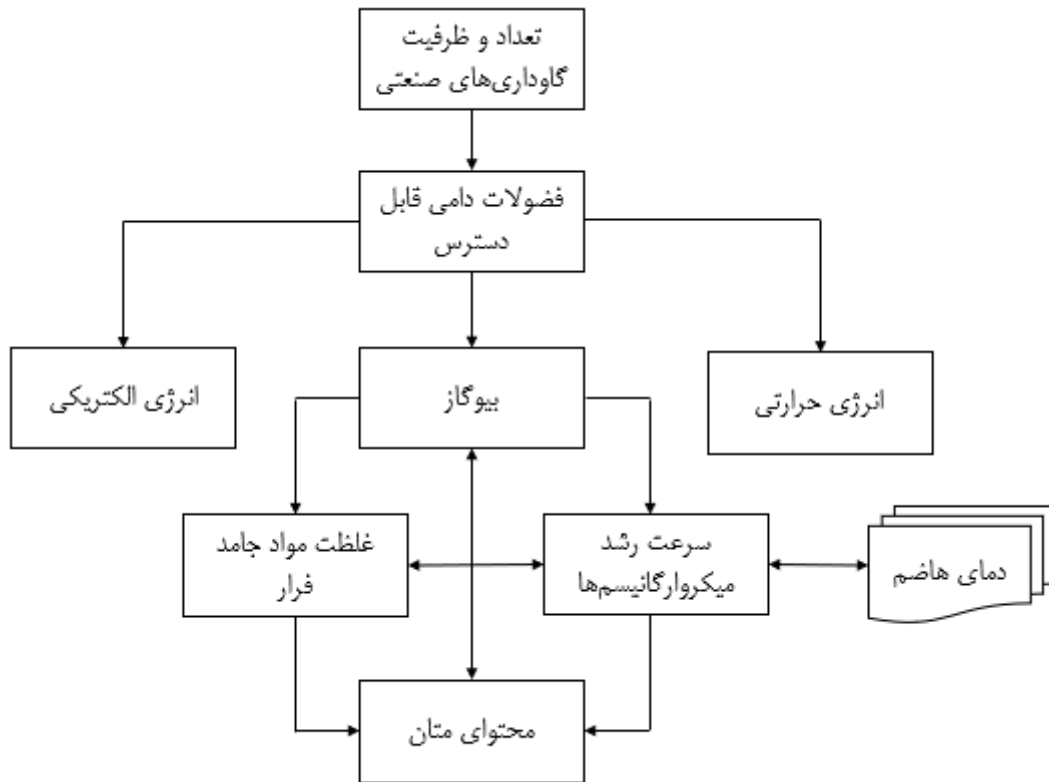 تعداد و ظرفیت
گاوداری‌های صنعتی
فضولات دامی قابل
دسترس
انرژی حرارتی
بیوگاز
انرژی الکتریکی
دمای هاضم
سرعت رشد
میکروارگانیسم‌ها
غلظت مواد جامد
فرار
محتوای متان